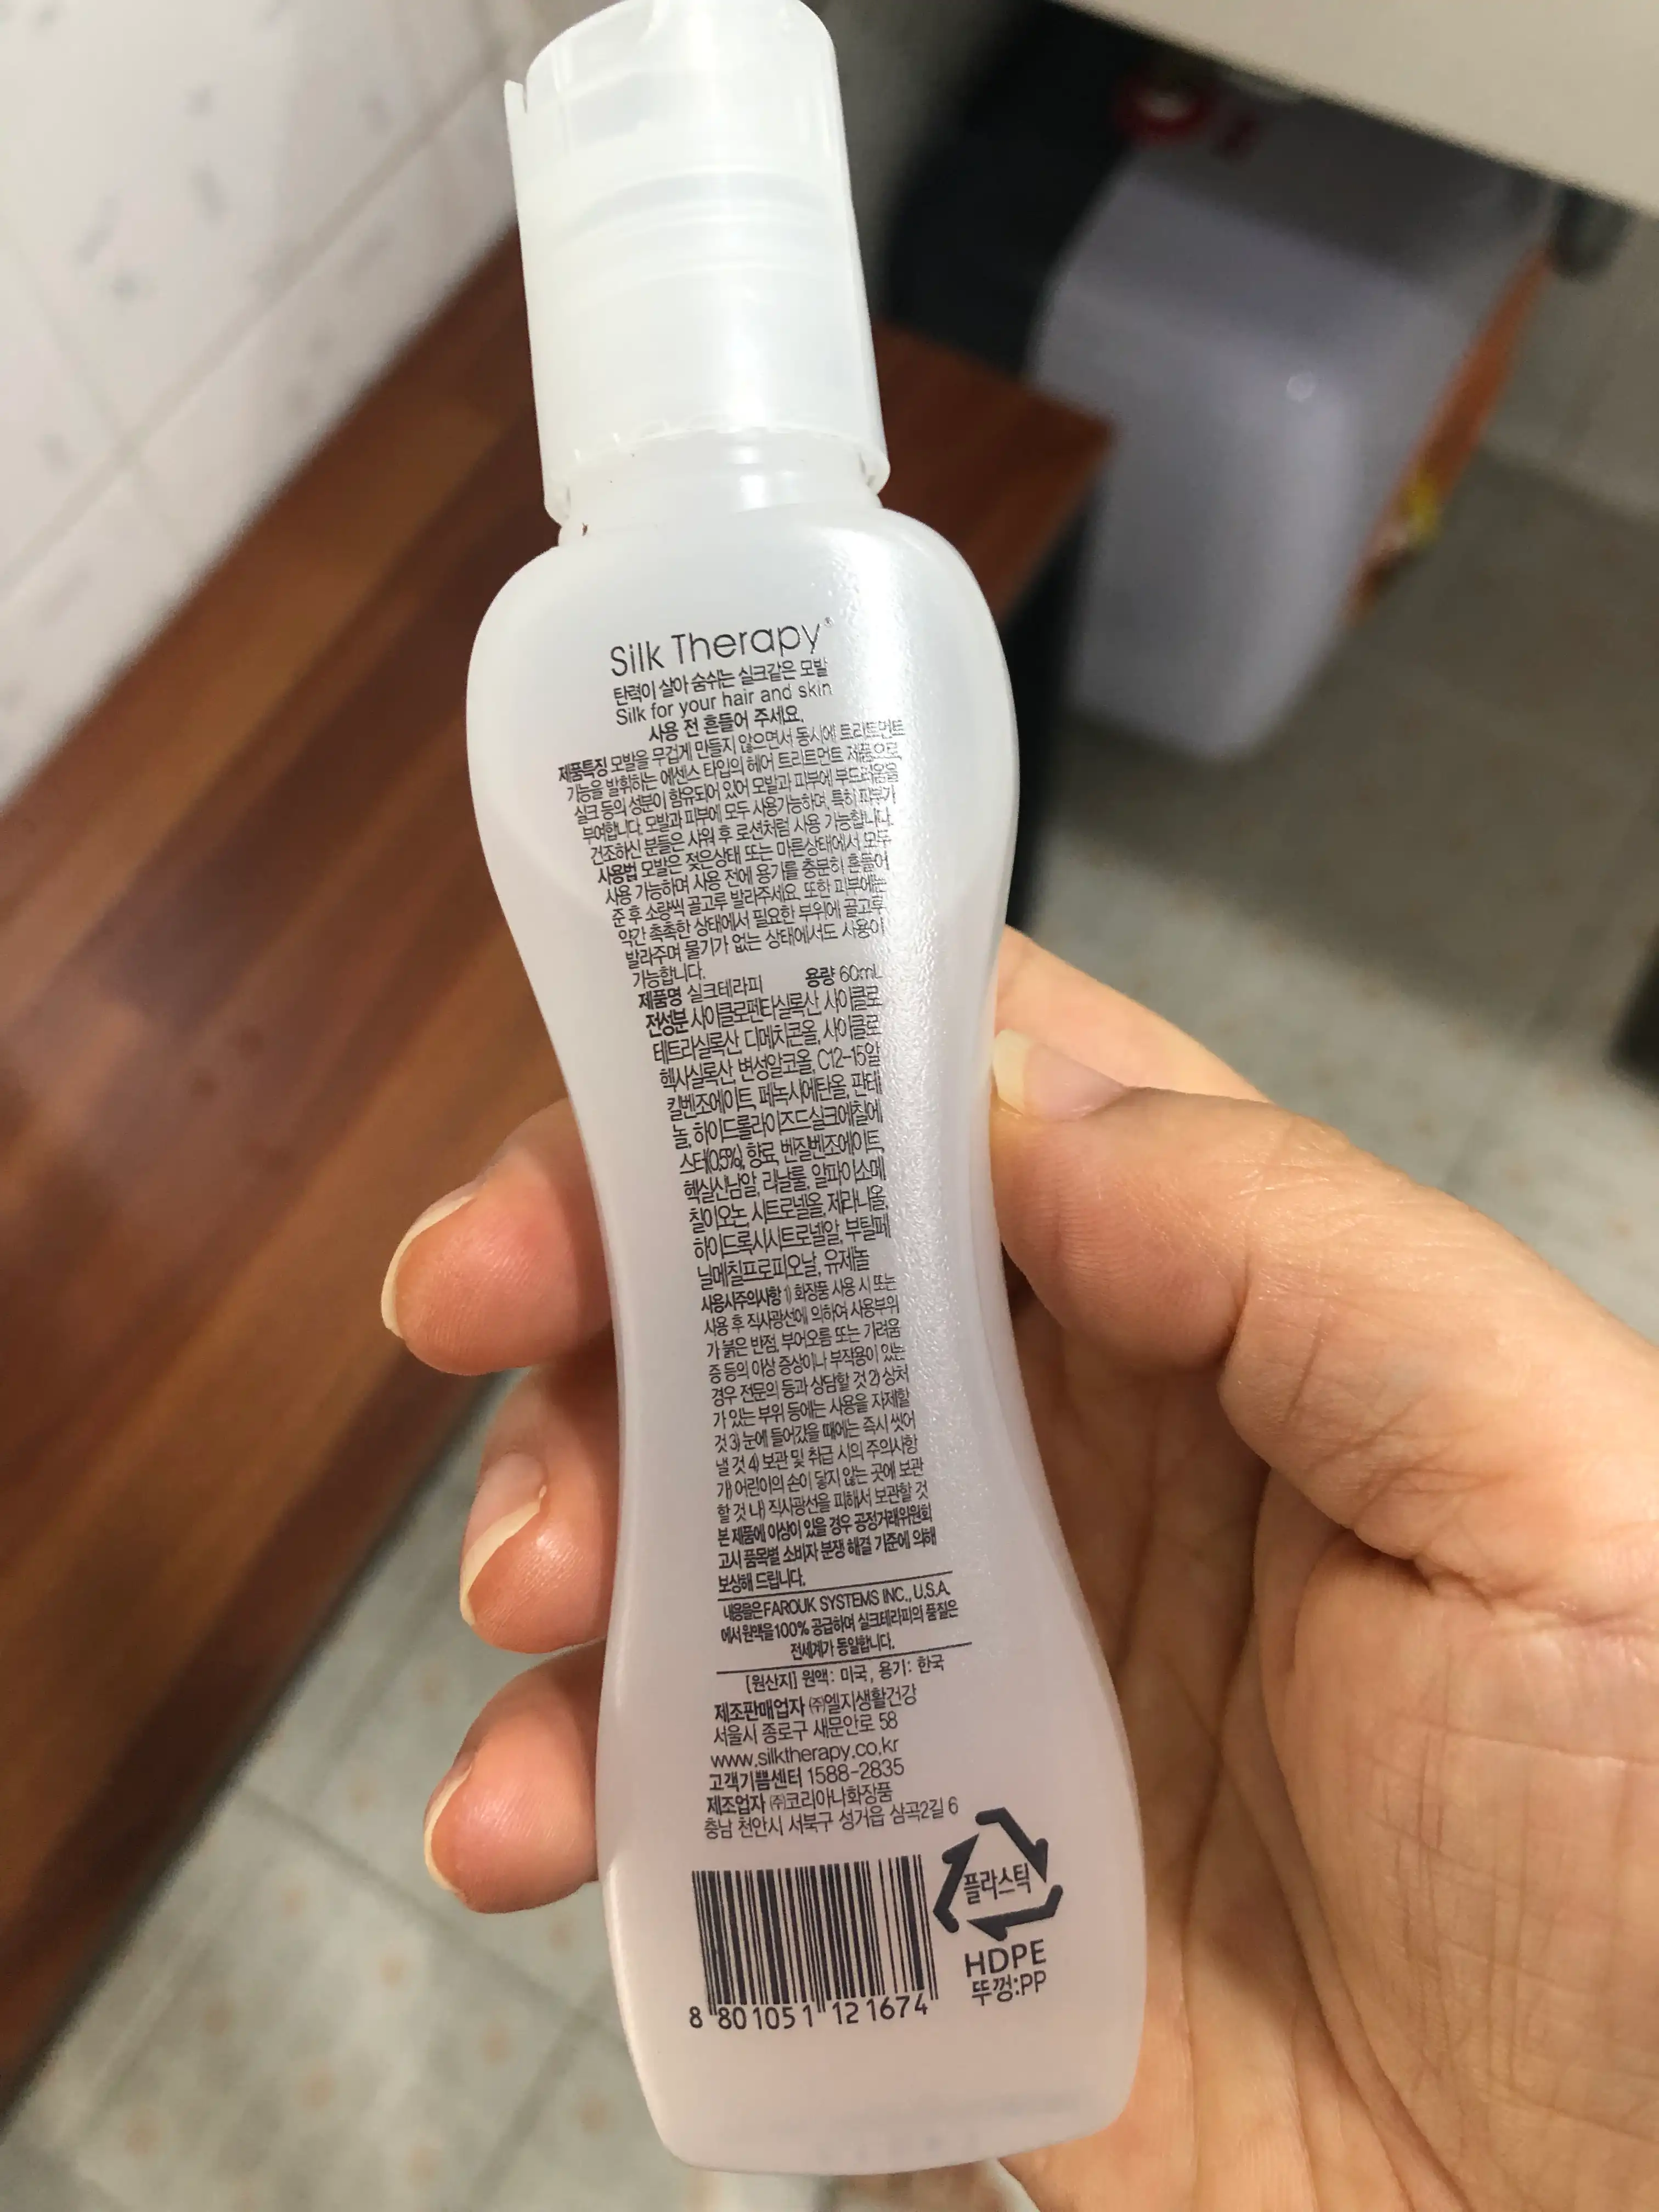 Silk Therapy®
탄력이 살아 숨쉬는 실크같은 모발
Silk for your hair and skin
사용 전 흔들어 주세요.
제품특징 모발을 무겁게 만들지 않으면서 동시에 트리트먼트
기능을 발휘하는 에센스 타입의 헤어 트리트먼트 제품으로,
실크 등의 성분이 함유되어 있어 모발과 피부에 부드러움을
부여합니다. 모발과 피부에 모두 사용가능하며, 특히 피부가
건조하신 분들은 샤워 후 로션처럼 사용 가능합니다.
사용법 모발은 젖은상태 또는 마른상태에서 모두
사용 가능하며 사용 전에 용기를 충분히 흔들어
준 후 소량씩 골고루 발라주세요. 또한 피부에는
약간 촉촉한 상태에서 필요한 부위에 골고루
발라주며 물기가 없는 상태에서도 사용이
가능합니다.
제품명 실크테라피 용량 60mL
전성분 사이클로펜타실록산, 사이클로
테트라실록산, 디메치콘올, 사이클로
헥사실록산, 변성알코올, C12-15알
킬벤조에이트, 페녹시에탄올, 판테
놀, 하이드롤라이즈드실크에칠에
스테(0.5%), 향료, 벤질벤조에이트,
헥실신남알, 리날룰, 알파이소메
칠이오논, 시트로넬올, 제라니올,
하이드록시시트로넬알, 부틸페
닐메칠프로피오날, 유제놀
사용시주의사항 1) 화장품 사용 시 또는
사용 후 직사광선에 의하여 사용부위
가 붉은 반점, 부어오름 또는 가려움
증 등의 이상 증상이나 부작용이 있는
경우 전문의 등과 상담할 것 2) 상처
가 있는 부위 등에는 사용을 자제할
것 3) 눈에 들어갔을 때에는 즉시 씻어
낼 것 4) 보관 및 취급 시의 주의사항
가) 어린이의 손이 닿지 않는 곳에 보관
할 것 나) 직사광선을 피해서 보관할 것
본 제품에 이상이 있을 경우 공정거래위원회
고시 품목별 소비자 분쟁 해결 기준에 의해
보상해 드립니다.
내용물은 FAROUK SYSTEMS INC., U.S.A.
에서 원액을 100% 공급하며 실크테라피의 품질은
전세계가 동일합니다.
[원산지] 원액: 미국, 용기: 한국
제조판매업자 ㈜엘지생활건강
서울시 종로구 새문안로 58
www.silktherapy.co.kr
고객기쁨센터 1588-2835
제조업자 ㈜코리아나화장품
충남 천안시 서북구 성거읍 삼곡2길 6
플라스틱
HDPE
뚜껑:PP
8 801051 121674